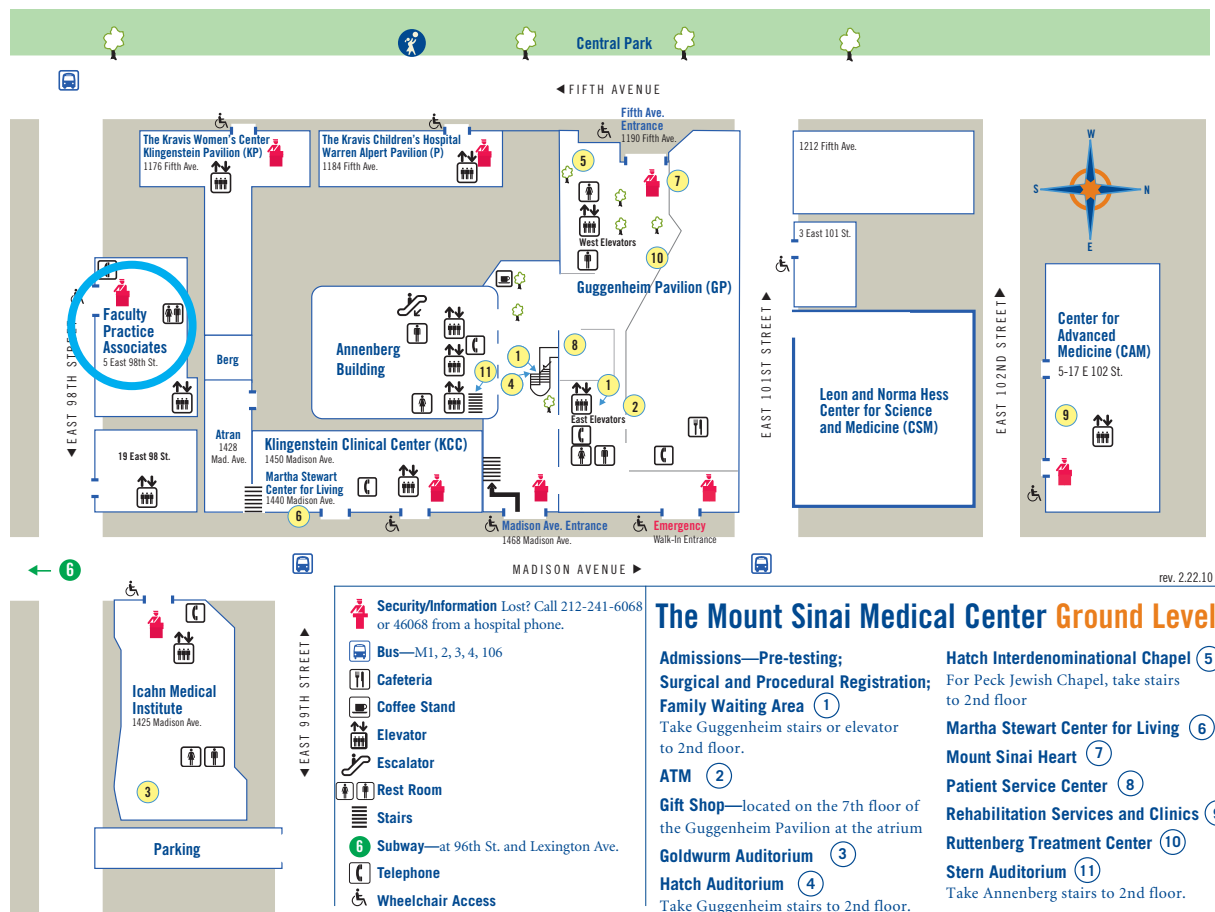 Central Park
◄ FIFTH AVENUE
Fifth Ave.
Entrance
1190 Fifth Ave.
The Kravis Women's Center
Klingenstein Pavilion (KP)
1176 Fifth Ave.
The Kravis Children's Hospital
Warren Alpert Pavilion (P)
1184 Fifth Ave.
1212 Fifth Ave.
5
7
W
S
N
E
West Elevators
3 East 101 St.
10
Guggenheim Pavilion (GP)
Faculty
Practice
Associates
5 East 98th St.
◄ EAST 98TH STREET
Berg
Annenberg
Building
1
8
11
4
1
2
East Elevators
EAST 101ST STREET ►
EAST 102ND STREET ►
Center for
Advanced
Medicine (CAM)
5-17 E 102 St.
9
Leon and Norma Hess
Center for Science
and Medicine (CSM)
Atran
1428
Mad. Ave.
19 East 98 St.
Klingenstein Clinical Center (KCC)
1450 Madison Ave.
Martha Stewart
Center for Living
1440 Madison Ave.
6
Madison Ave. Entrance
1468 Madison Ave.
Emergency
Walk-In Entrance
6
MADISON AVENUE ►
rev. 2.22.10
Icahn Medical
Institute
1425 Madison Ave.
3
Parking
◄ EAST 99TH STREET ►
Security/Information Lost? Call 212-241-6068
or 46068 from a hospital phone.
Bus—M1, 2, 3, 4, 106
Cafeteria
Coffee Stand
Elevator
Escalator
Rest Room
Stairs
6 Subway—at 96th St. and Lexington Ave.
Telephone
Wheelchair Access
The Mount Sinai Medical Center Ground Level
Admissions—Pre-testing;
Surgical and Procedural Registration;
Family Waiting Area 1
Take Guggenheim stairs or elevator
to 2nd floor.
ATM 2
Gift Shop—located on the 7th floor of
the Guggenheim Pavilion at the atrium
Goldwurm Auditorium 3
Hatch Auditorium 4
Take Guggenheim stairs to 2nd floor.
Hatch Interdenominational Chapel 5
For Peck Jewish Chapel, take stairs
to 2nd floor
Martha Stewart Center for Living 6
Mount Sinai Heart 7
Patient Service Center 8
Rehabilitation Services and Clinics 9
Ruttenberg Treatment Center 10
Stern Auditorium 11
Take Annenberg stairs to 2nd floor.